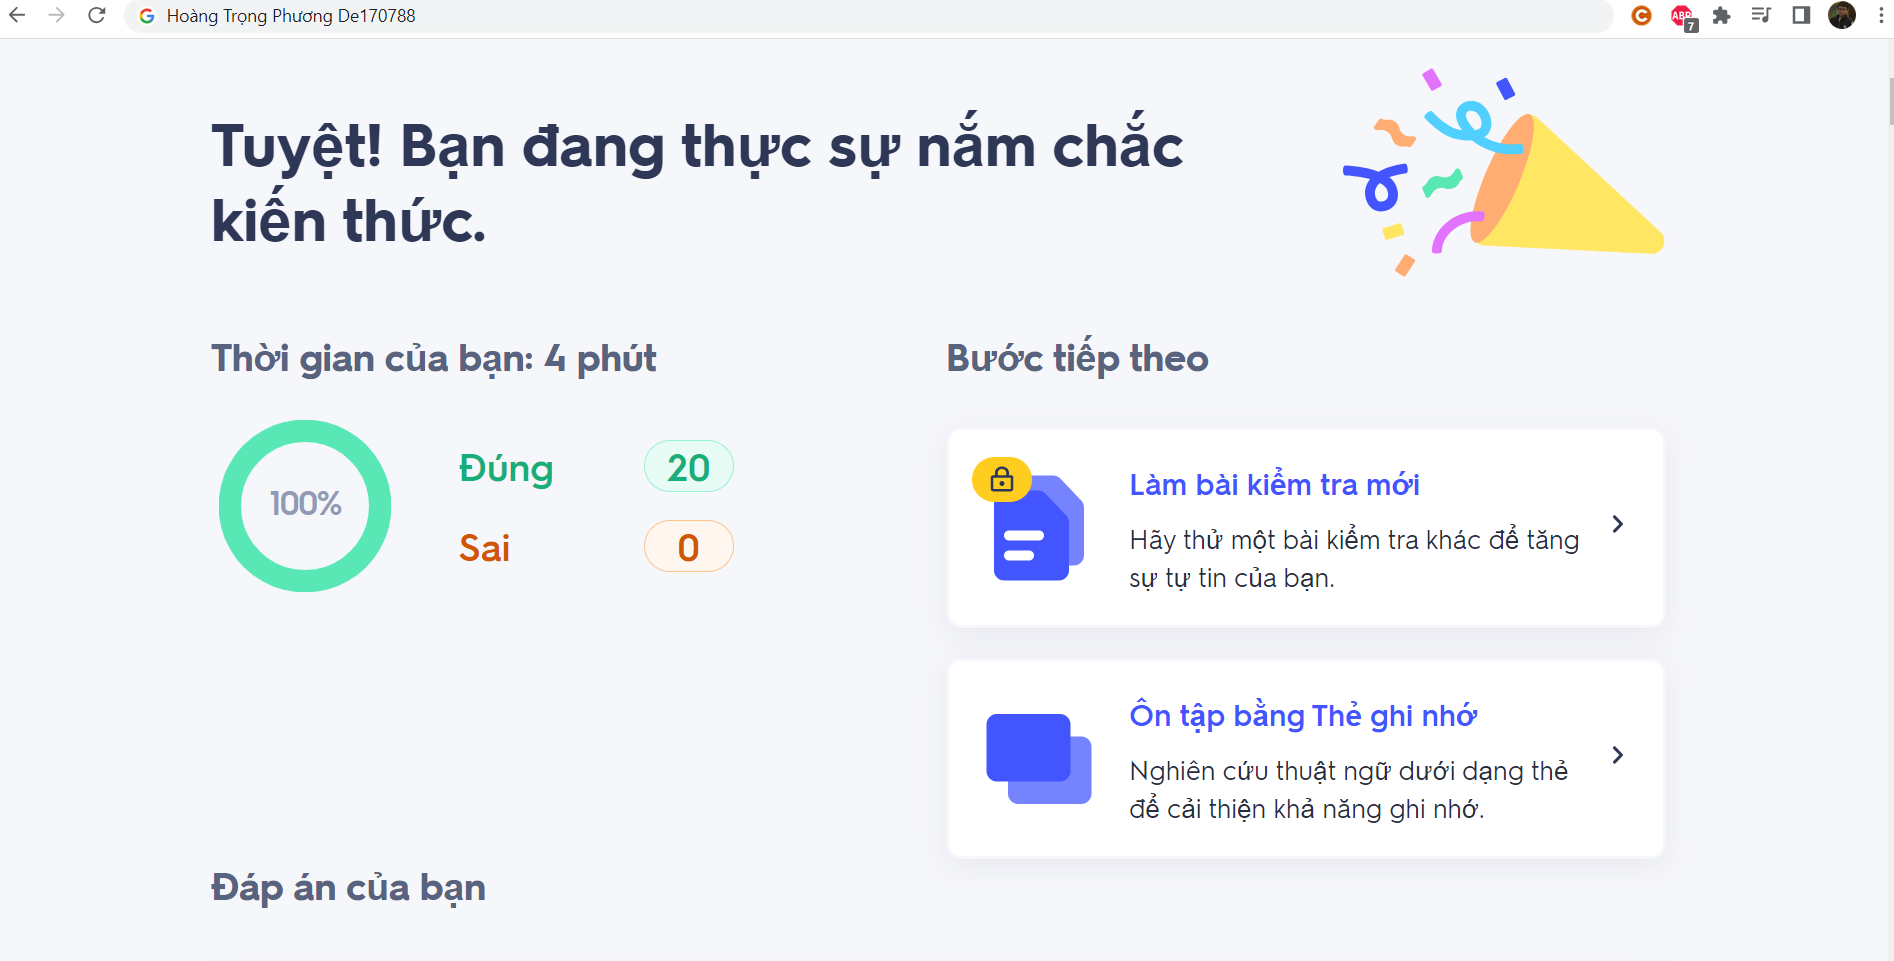 Hoàng Trọng Phương De170788
ABP
7
Tuyệt! Bạn đang thực sự nắm chắc
kiến thức.
Thời gian của bạn: 4 phút
100%
Đúng 20
Sai 0
Bước tiếp theo
Làm bài kiểm tra mới
Hãy thử một bài kiểm tra khác để tăng
sự tự tin của bạn.
Ôn tập bằng Thẻ ghi nhớ
Nghiên cứu thuật ngữ dưới dạng thẻ
để cải thiện khả năng ghi nhớ.
Đáp án của bạn